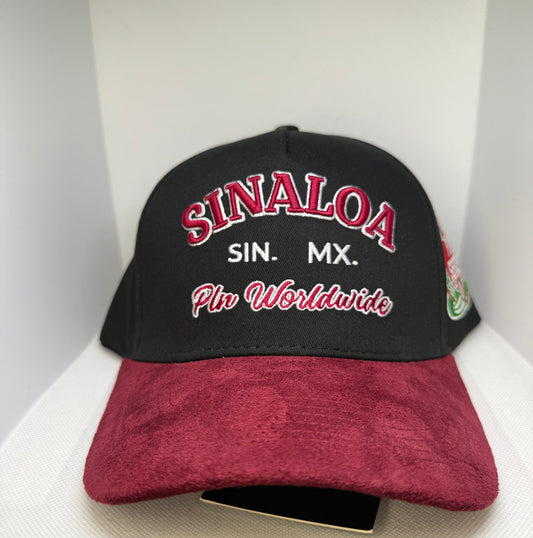 SINALOA
SIN. MX.
Pln Worldwide